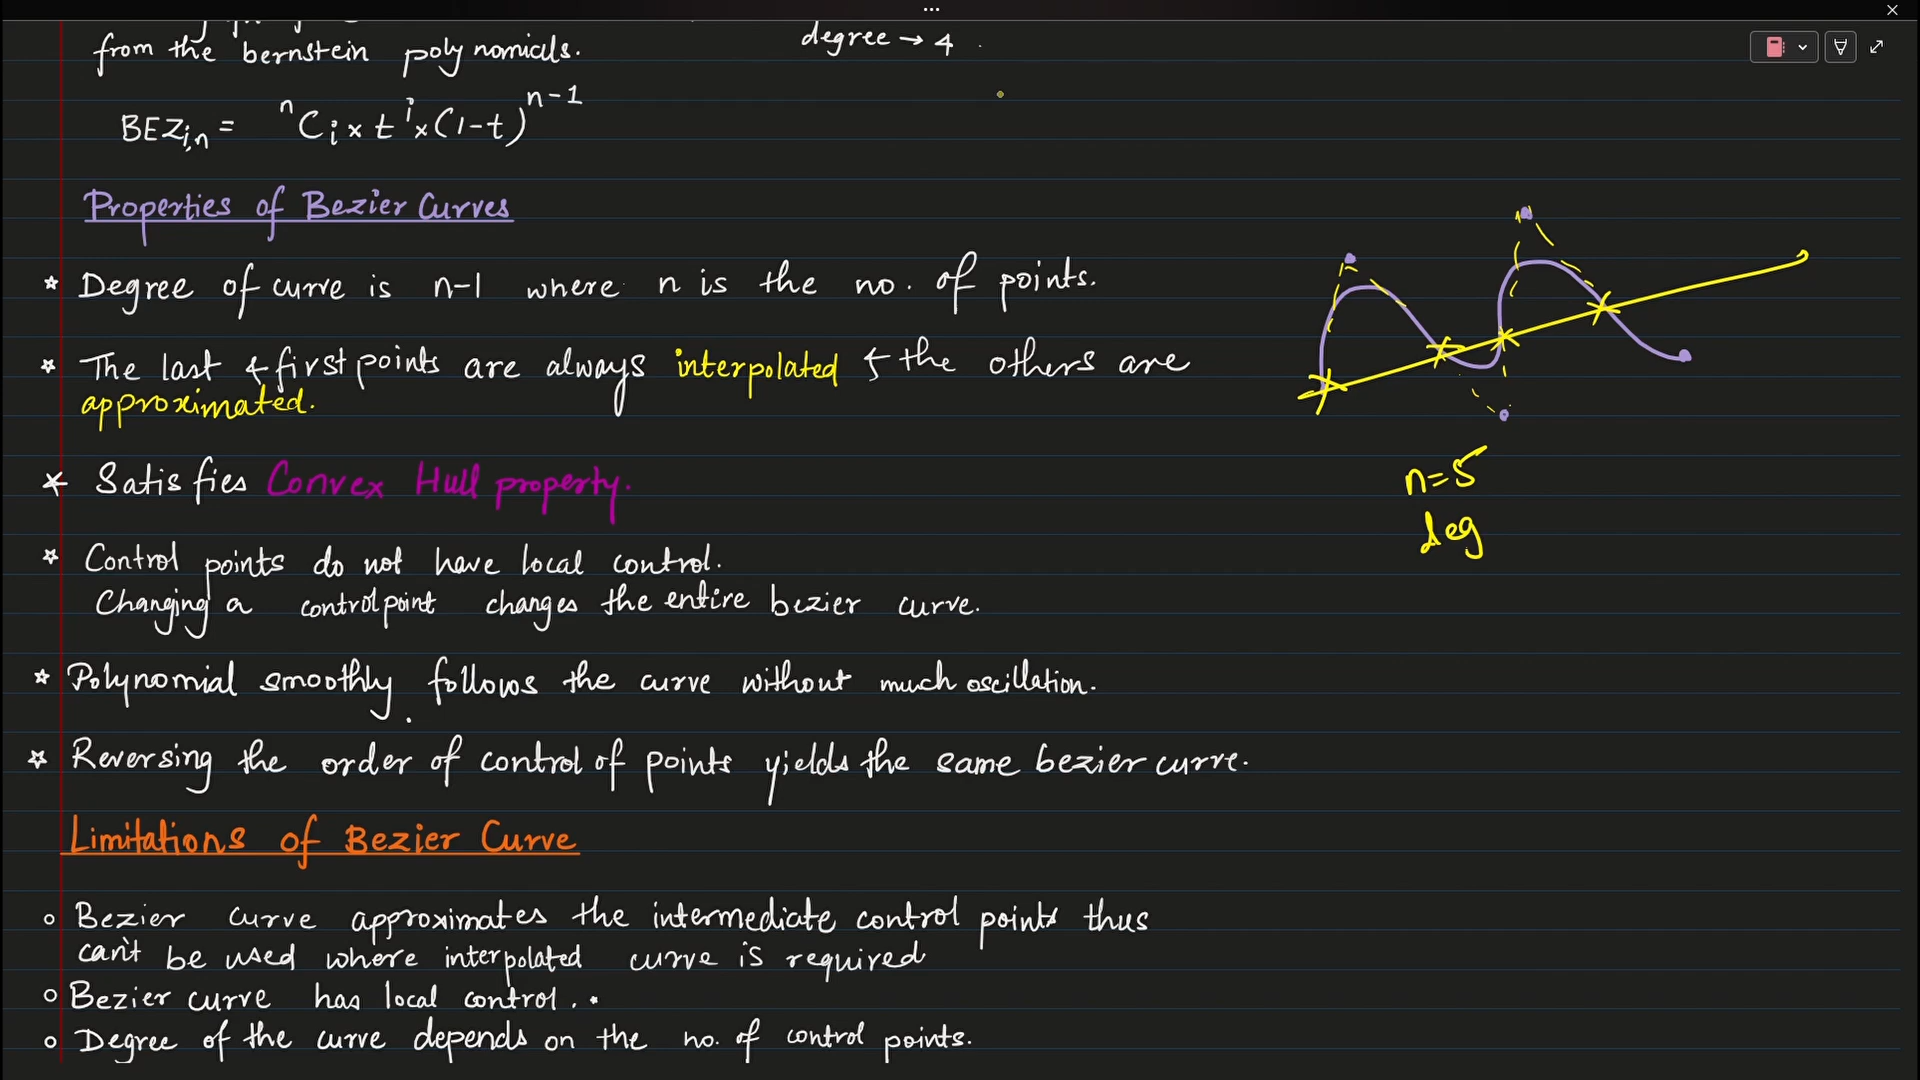 from the bernstein polynomials.
degree → 4
BEZi,n = nCi × t^i × (1-t)^n-1
Properties of Bezier Curves
☆ Degree of curve is n-1 where n is the no. of points.
☆ The last & first points are always interpolated & the others are
approximated.
☆ Satisfies Convex Hull property.
☆ Control points do not have local control.
Changing a control point changes the entire bezier curve.
☆ Polynomial smoothly follows the curve without much oscillation.
☆ Reversing the order of control of points yields the same bezier curve.
n=5
deg
Limitations of Bezier Curve
○ Bezier curve approximates the intermediate control points thus
can't be used where interpolated curve is required
○ Bezier curve has local control.
○ Degree of the curve depends on the no. of control points.